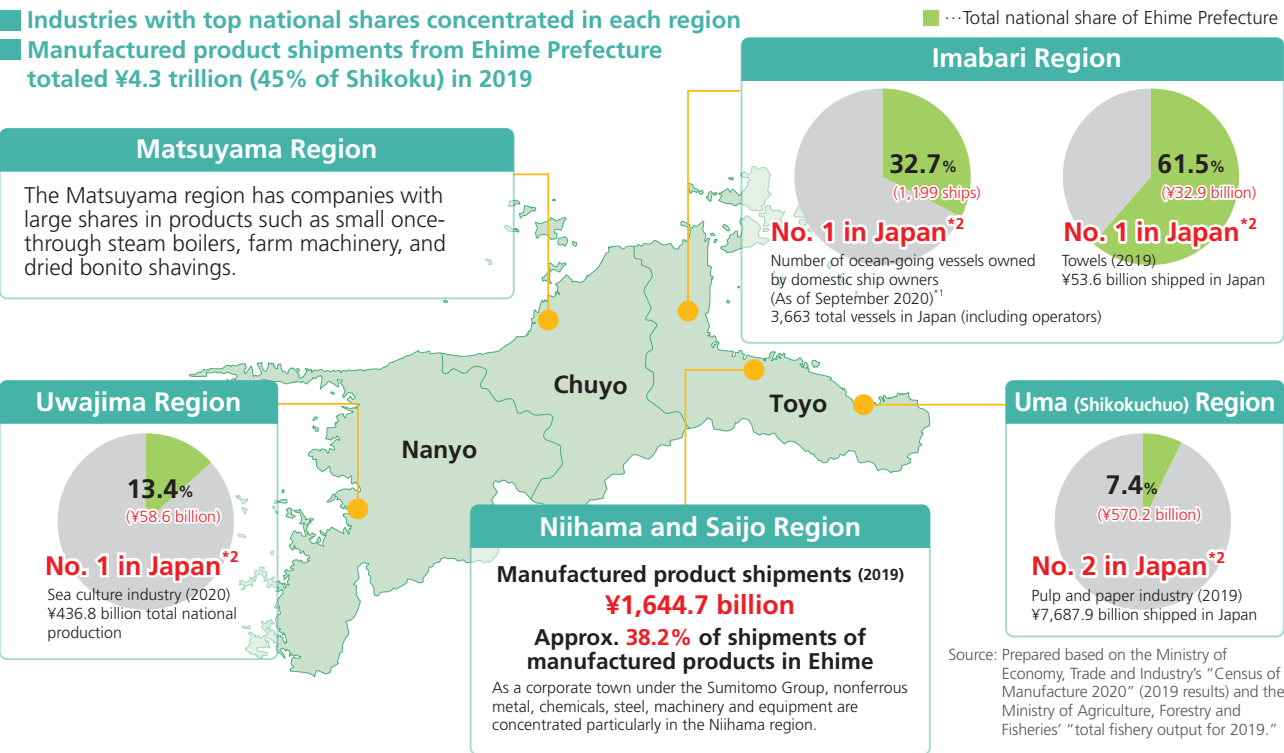 Industries with top national shares concentrated in each region
Manufactured product shipments from Ehime Prefecture
totaled ¥4.3 trillion (45% of Shikoku) in 2019
…Total national share of Ehime Prefecture
Matsuyama Region
The Matsuyama region has companies with
large shares in products such as small once-
through steam boilers, farm machinery, and
dried bonito shavings.
Imabari Region
32.7%
(1,199 ships)
No. 1 in Japan*2
Number of ocean-going vessels owned
by domestic ship owners
(As of September 2020)*1
3,663 total vessels in Japan (including operators)
61.5%
(¥32.9 billion)
No. 1 in Japan*2
Towels (2019)
¥53.6 billion shipped in Japan
Chuyo
Toyo
Nanyo
Uwajima Region
13.4%
(¥58.6 billion)
No. 1 in Japan*2
Sea culture industry (2020)
¥436.8 billion total national
production
Niihama and Saijo Region
Manufactured product shipments (2019)
¥1,644.7 billion
Approx. 38.2% of shipments of
manufactured products in Ehime
As a corporate town under the Sumitomo Group, nonferrous
metal, chemicals, steel, machinery and equipment are
concentrated particularly in the Niihama region.
Uma (Shikokuchuo) Region
7.4%
(¥570.2 billion)
No. 2 in Japan*2
Pulp and paper industry (2019)
¥7,687.9 billion shipped in Japan
Source: Prepared based on the Ministry of
Economy, Trade and Industry's "Census of
Manufacture 2020" (2019 results) and the
Ministry of Agriculture, Forestry and
Fisheries' "total fishery output for 2019."